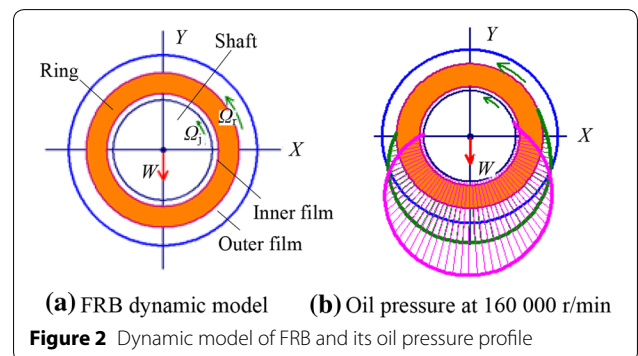 Y
Shaft
Ring
Ωj
Ωr
W
X
Inner film
Outer film
(a) FRB dynamic model
Y
X
W
(b) Oil pressure at 160 000 r/min
Figure 2 Dynamic model of FRB and its oil pressure profile